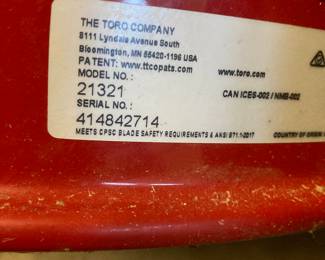 THE TORO COMPANY
8111 Lyndale Avenue South
Bloomington, MN 55420-1196 USA
PATENT: www.ttcopats.com
MODEL NO.: www.toro.com
21321 CAN ICES-002 / NMB-002
SERIAL NO.:
414842714
MEETS CPSC BLADE SAFETY REQUIREMENTS & ANSI B71.1-2017 COUNTRY OF ORIGIN